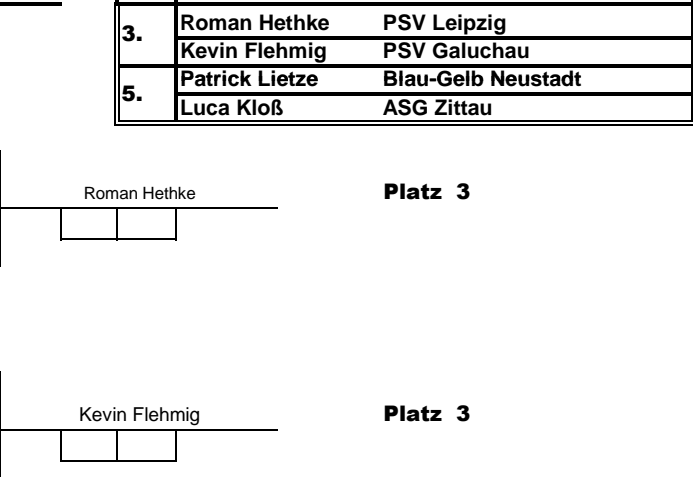 3. Roman Hethke PSV Leipzig
Kevin Flehmig PSV Galuchau
5. Patrick Lietze Blau-Gelb Neustadt
Luca Kloß ASG Zittau
Roman Hethke Platz 3
Kevin Flehmig Platz 3